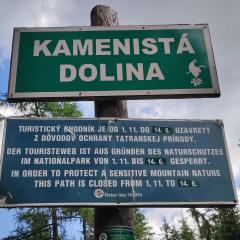 KAMENISTÁ
DOLINA
TURISTICKÝ CHODNÍK JE OD 1. 11. DO 14. 6. UZAVRETÝ
Z DÔVODOV OCHRANY TATRANSKEJ PRÍRODY.
DER TOURISTEWEG IST AUS GRÜNDEN DES NATURSCHUTZES
IM NATIONALPARK VON 1. 11. BIS 14. 6. GESPERRT.
IN ORDER TO PROTECT A SENSITIVE MOUNTAIN NATURE
THIS PATH IS CLOSED FROM 1. 11. TO 14. 6.